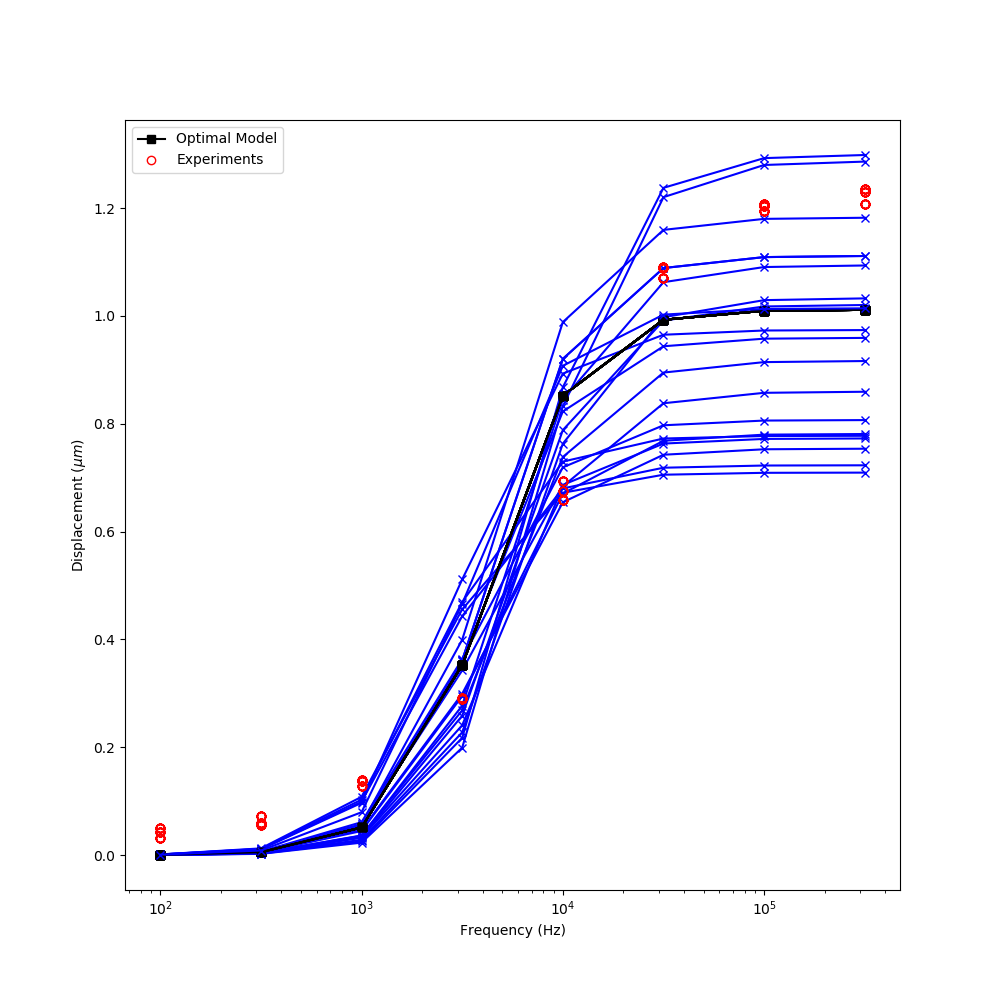 Optimal Model
Experiments
Displacement (μm)
1.2
1.0
0.8
0.6
0.4
0.2
0.0
10² 10³ 10⁴ 10⁵
Frequency (Hz)